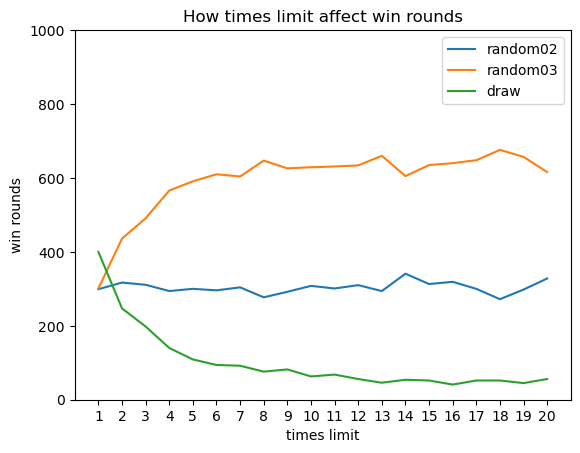 How times limit affect win rounds
random02
random03
draw
win rounds
1000
800
600
400
200
0
1 2 3 4 5 6 7 8 9 10 11 12 13 14 15 16 17 18 19 20
times limit